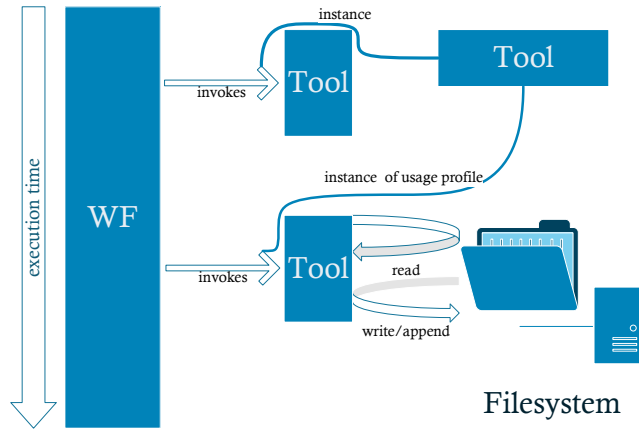 instance
Tool
Tool
invokes
instance of usage profile
execution time
WF
Tool
invokes
read
write/append
Filesystem